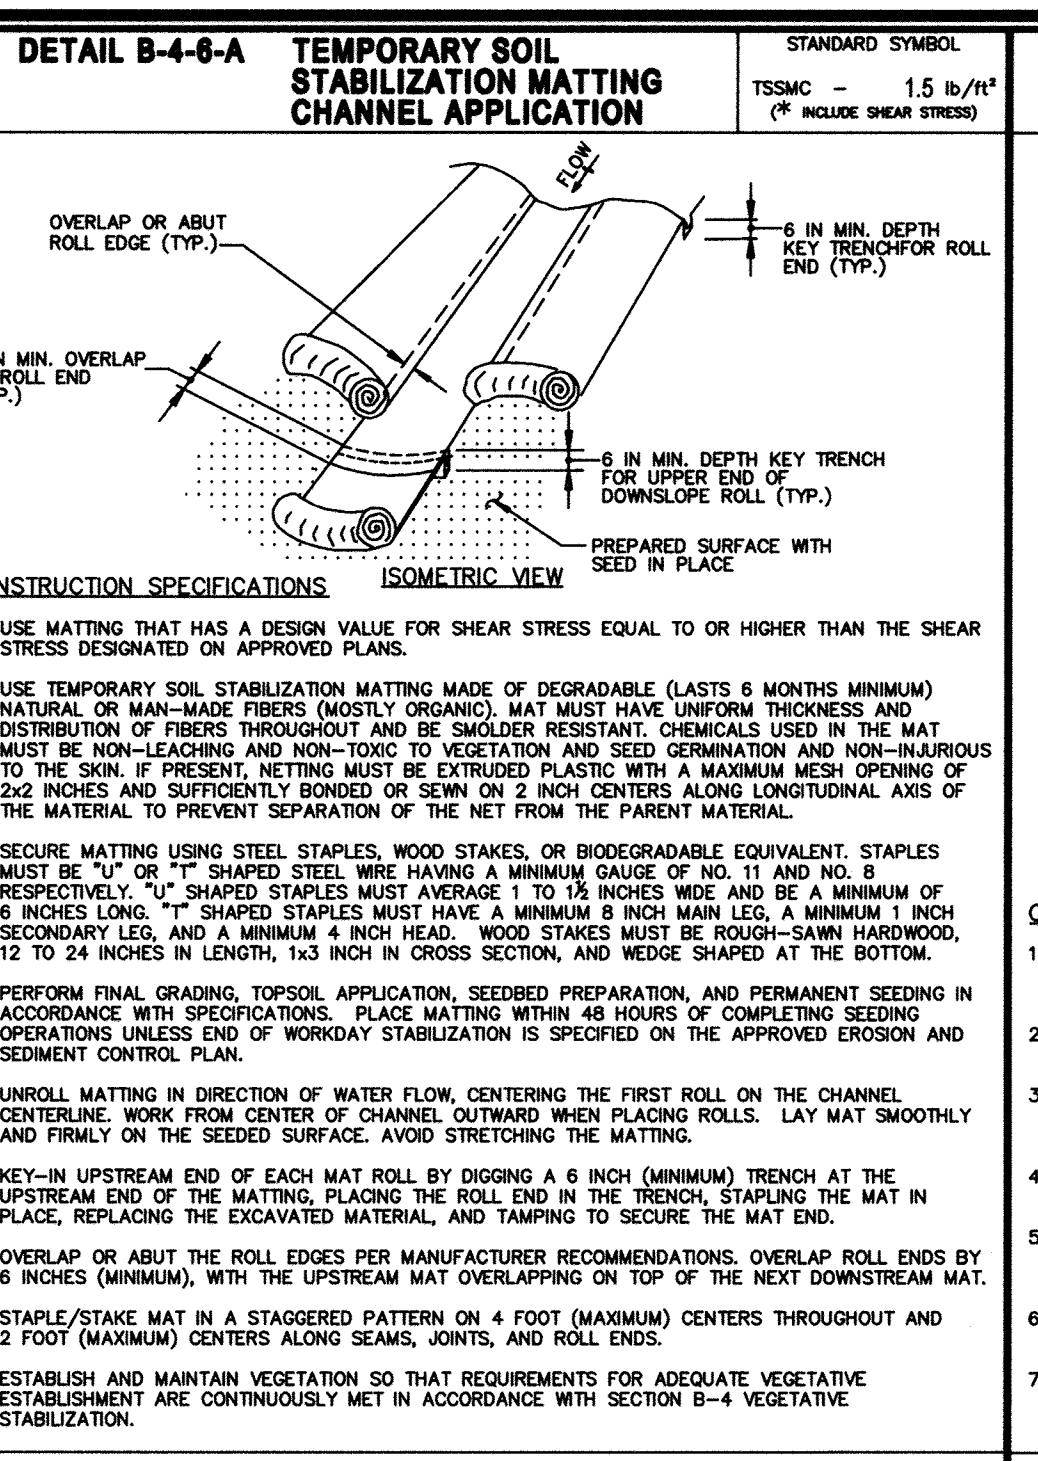 DETAIL B-4-6-A TEMPORARY SOIL
STABILIZATION MATTING
CHANNEL APPLICATION
STANDARD SYMBOL
TSSMC - 1.5 lb/ft²
(* INCLUDE SHEAR STRESS)
FLOW
OVERLAP OR ABUT
ROLL EDGE (TYP.)
6 IN MIN. DEPTH
KEY TRENCHFOR ROLL
END (TYP.)
MIN. OVERLAP
ROLL END
6 IN MIN. DEPTH KEY TRENCH
FOR UPPER END OF
DOWNSLOPE ROLL (TYP.)
PREPARED SURFACE WITH
SEED IN PLACE
ISOMETRIC VIEW
NSTRUCTION SPECIFICATIONS
USE MATTING THAT HAS A DESIGN VALUE FOR SHEAR STRESS EQUAL TO OR HIGHER THAN THE SHEAR
STRESS DESIGNATED ON APPROVED PLANS.
USE TEMPORARY SOIL STABILIZATION MATTING MADE OF DEGRADABLE (LASTS 6 MONTHS MINIMUM)
NATURAL OR MAN-MADE FIBERS (MOSTLY ORGANIC). MAT MUST HAVE UNIFORM THICKNESS AND
DISTRIBUTION OF FIBERS THROUGHOUT AND BE SMOLDER RESISTANT. CHEMICALS USED IN THE MAT
MUST BE NON-LEACHING AND NON-TOXIC TO VEGETATION AND SEED GERMINATION AND NON-INJURIOUS
TO THE SKIN. IF PRESENT, NETTING MUST BE EXTRUDED PLASTIC WITH A MAXIMUM MESH OPENING OF
2x2 INCHES AND SUFFICIENTLY BONDED OR SEWN ON 2 INCH CENTERS ALONG LONGITUDINAL AXIS OF
THE MATERIAL TO PREVENT SEPARATION OF THE NET FROM THE PARENT MATERIAL.
SECURE MATTING USING STEEL STAPLES, WOOD STAKES, OR BIODEGRADABLE EQUIVALENT. STAPLES
MUST BE "U" OR "T" SHAPED STEEL WIRE HAVING A MINIMUM GAUGE OF NO. 11 AND NO. 8
RESPECTIVELY. "U" SHAPED STAPLES MUST AVERAGE 1 TO 1½ INCHES WIDE AND BE A MINIMUM OF
6 INCHES LONG. "T" SHAPED STAPLES MUST HAVE A MINIMUM 8 INCH MAIN LEG, A MINIMUM 1 INCH
SECONDARY LEG, AND A MINIMUM 4 INCH HEAD. WOOD STAKES MUST BE ROUGH-SAWN HARDWOOD,
12 TO 24 INCHES IN LENGTH, 1x3 INCH IN CROSS SECTION, AND WEDGE SHAPED AT THE BOTTOM.
PERFORM FINAL GRADING, TOPSOIL APPLICATION, SEEDBED PREPARATION, AND PERMANENT SEEDING IN
ACCORDANCE WITH SPECIFICATIONS. PLACE MATTING WITHIN 48 HOURS OF COMPLETING SEEDING
OPERATIONS UNLESS END OF WORKDAY STABILIZATION IS SPECIFIED ON THE APPROVED EROSION AND
SEDIMENT CONTROL PLAN.
UNROLL MATTING IN DIRECTION OF WATER FLOW, CENTERING THE FIRST ROLL ON THE CHANNEL
CENTERLINE. WORK FROM CENTER OF CHANNEL OUTWARD WHEN PLACING ROLLS. LAY MAT SMOOTHLY
AND FIRMLY ON THE SEEDED SURFACE. AVOID STRETCHING THE MATTING.
KEY-IN UPSTREAM END OF EACH MAT ROLL BY DIGGING A 6 INCH (MINIMUM) TRENCH AT THE
UPSTREAM END OF THE MATTING, PLACING THE ROLL END IN THE TRENCH, STAPLING THE MAT IN
PLACE, REPLACING THE EXCAVATED MATERIAL, AND TAMPING TO SECURE THE MAT END.
OVERLAP OR ABUT THE ROLL EDGES PER MANUFACTURER RECOMMENDATIONS. OVERLAP ROLL ENDS BY
6 INCHES (MINIMUM), WITH THE UPSTREAM MAT OVERLAPPING ON TOP OF THE NEXT DOWNSTREAM MAT.
STAPLE/STAKE MAT IN A STAGGERED PATTERN ON 4 FOOT (MAXIMUM) CENTERS THROUGHOUT AND
2 FOOT (MAXIMUM) CENTERS ALONG SEAMS, JOINTS, AND ROLL ENDS.
ESTABLISH AND MAINTAIN VEGETATION SO THAT REQUIREMENTS FOR ADEQUATE VEGETATIVE
ESTABLISHMENT ARE CONTINUOUSLY MET IN ACCORDANCE WITH SECTION B-4 VEGETATIVE
STABILIZATION.
1
2
3
4
5
6
7